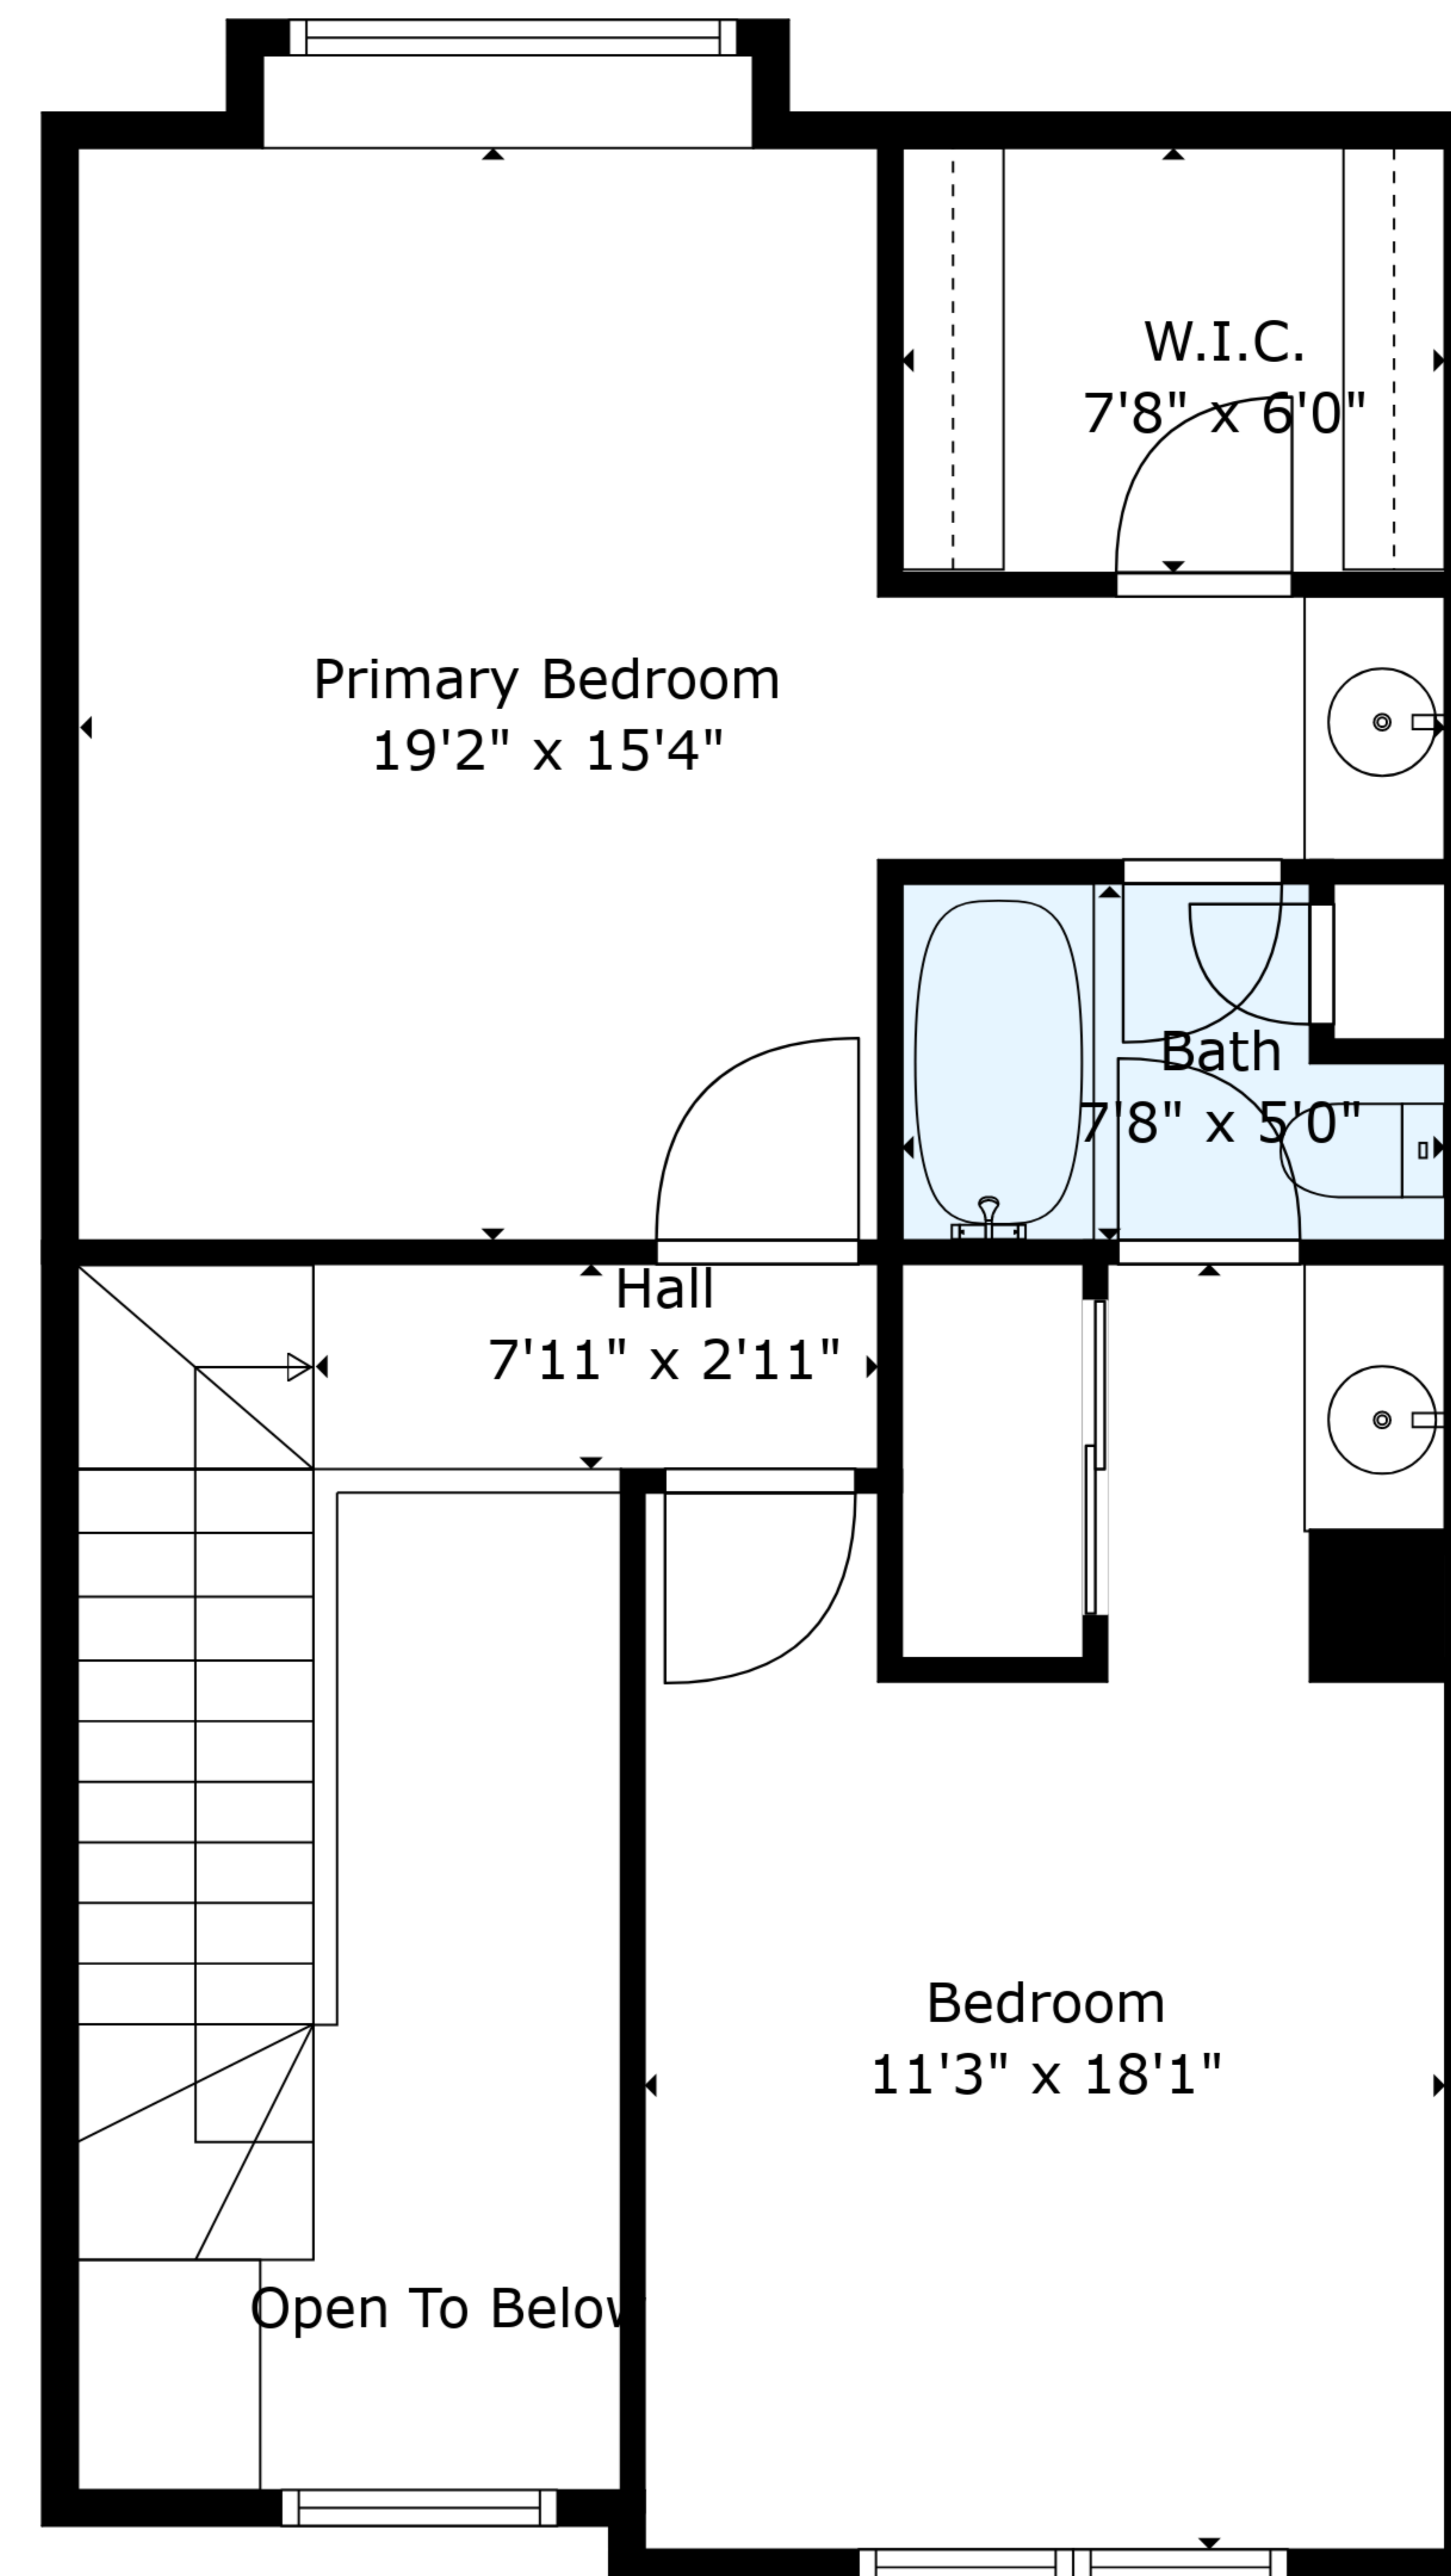 W.I.C.
7'8" x 6'0"
Primary Bedroom
19'2" x 15'4"
Bath
7'8" x 5'0"
Hall
7'11" x 2'11"
Bedroom
11'3" x 18'1"
Open To Below